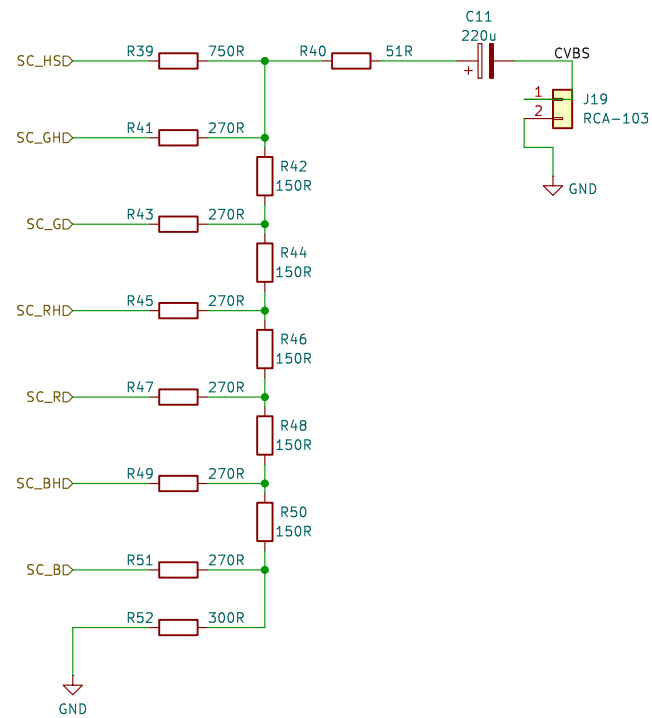 C11
220u
SC_HS R39 750R R40 51R CVBS
+
1 J19
2 RCA-103
SC_GH R41 270R
R42
150R
GND
SC_G R43 270R
R44
150R
SC_RH R45 270R
R46
150R
SC_R R47 270R
R48
150R
SC_BH R49 270R
R50
150R
SC_B R51 270R
R52 300R
GND